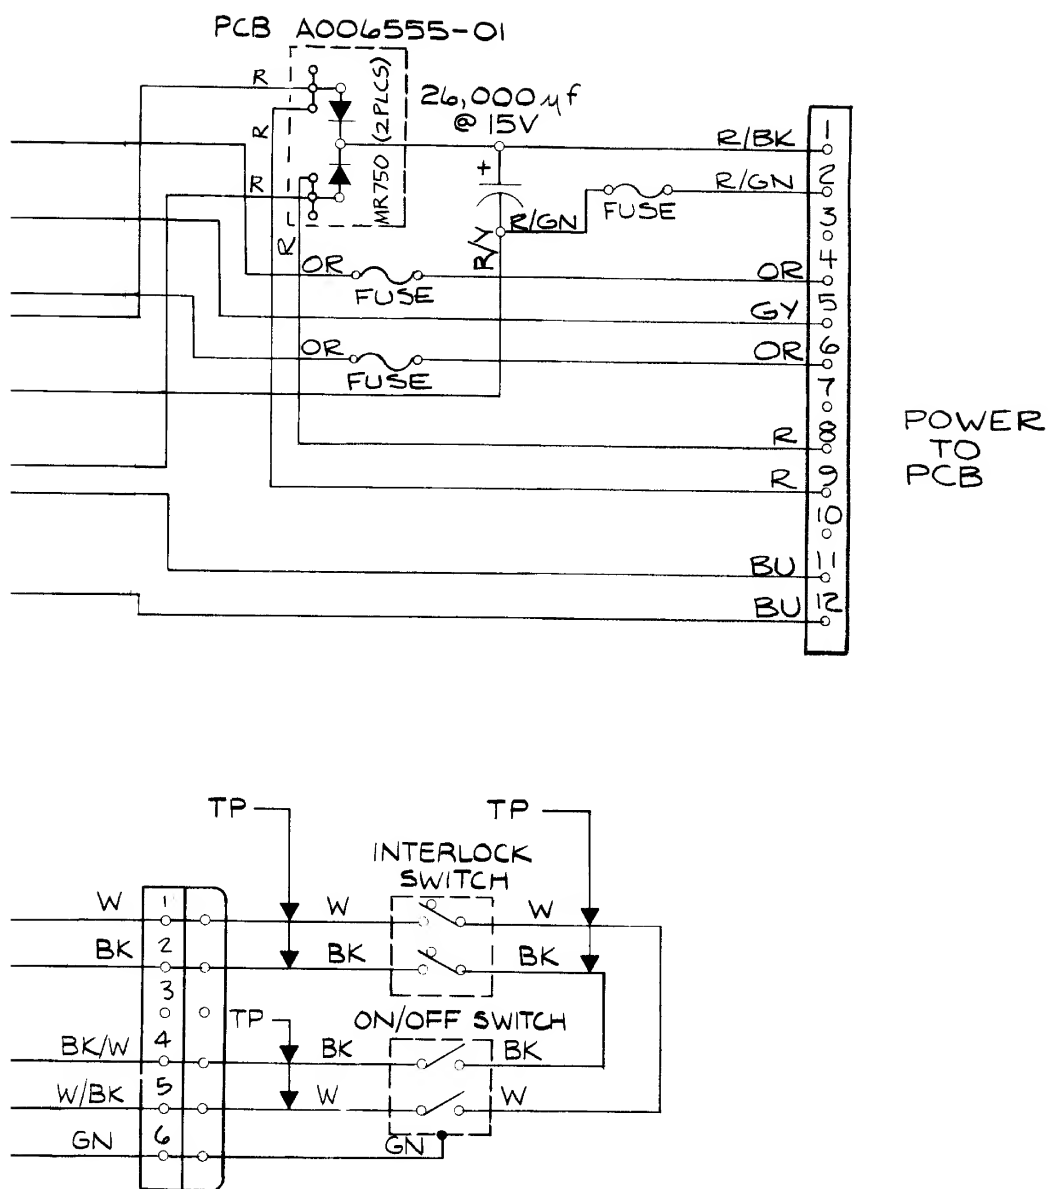 PCB A006555-01
R
R
R
R
MR750 (2PLCS)
26,000 µf
@ 15V
+
R/BK
1
R/GN
2
FUSE
R/GN
R/Y
3
OR
FUSE
OR
4
GY
5
OR
FUSE
OR
6
7
R
8
R
9
10
BU
11
BU
12
POWER
TO
PCB
TP
TP
INTERLOCK
SWITCH
W
1
W
W
BK
2
BK
BK
3
TP
ON/OFF SWITCH
BK/W
4
BK
BK
W/BK
5
W
W
GN
6
GN